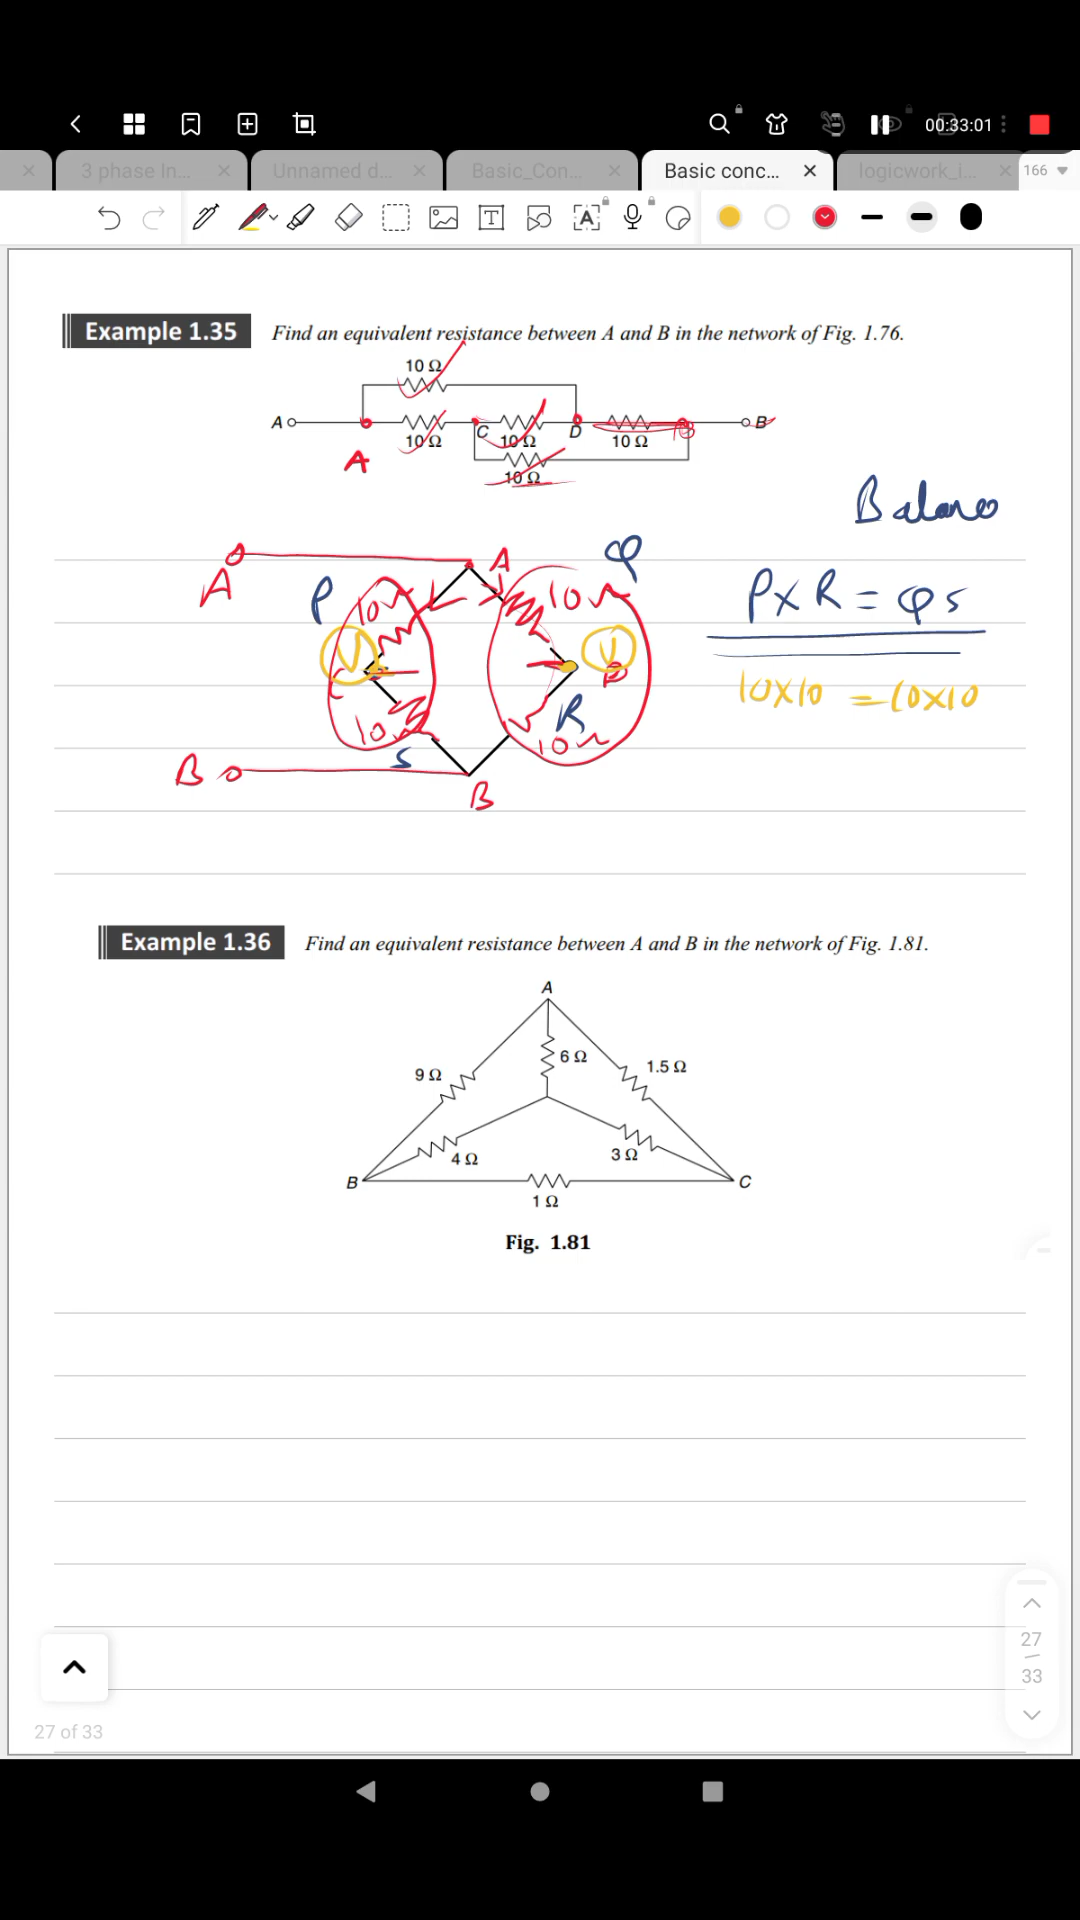 00:33:01
3 phase In...
Unnamed d...
Basic_Con...
Basic conc...
logicwork_i...
166
T
A
Example 1.35 Find an equivalent resistance between A and B in the network of Fig. 1.76.
10 Ω
A
B
10 Ω
C
10 Ω
D
10 Ω
B
A
10 Ω
Balance
A
A
φ
P
10
10
P x R = φ s
V
V
10x10 = 10x10
C
D
R
10
10
S
B
B
Example 1.36 Find an equivalent resistance between A and B in the network of Fig. 1.81.
A
6 Ω
9 Ω
1.5 Ω
4 Ω
3 Ω
B
C
1 Ω
Fig. 1.81
27
33
27 of 33